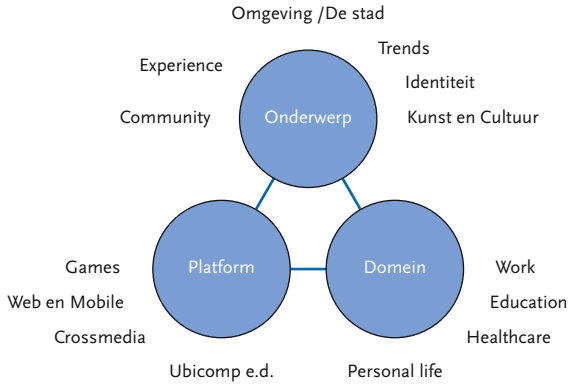 Omgeving /De stad
Trends
Experience
Identiteit
Community
Onderwerp
Kunst en Cultuur
Games
Platform
Domein
Work
Web en Mobile
Education
Crossmedia
Healthcare
Ubicomp e.d.
Personal life